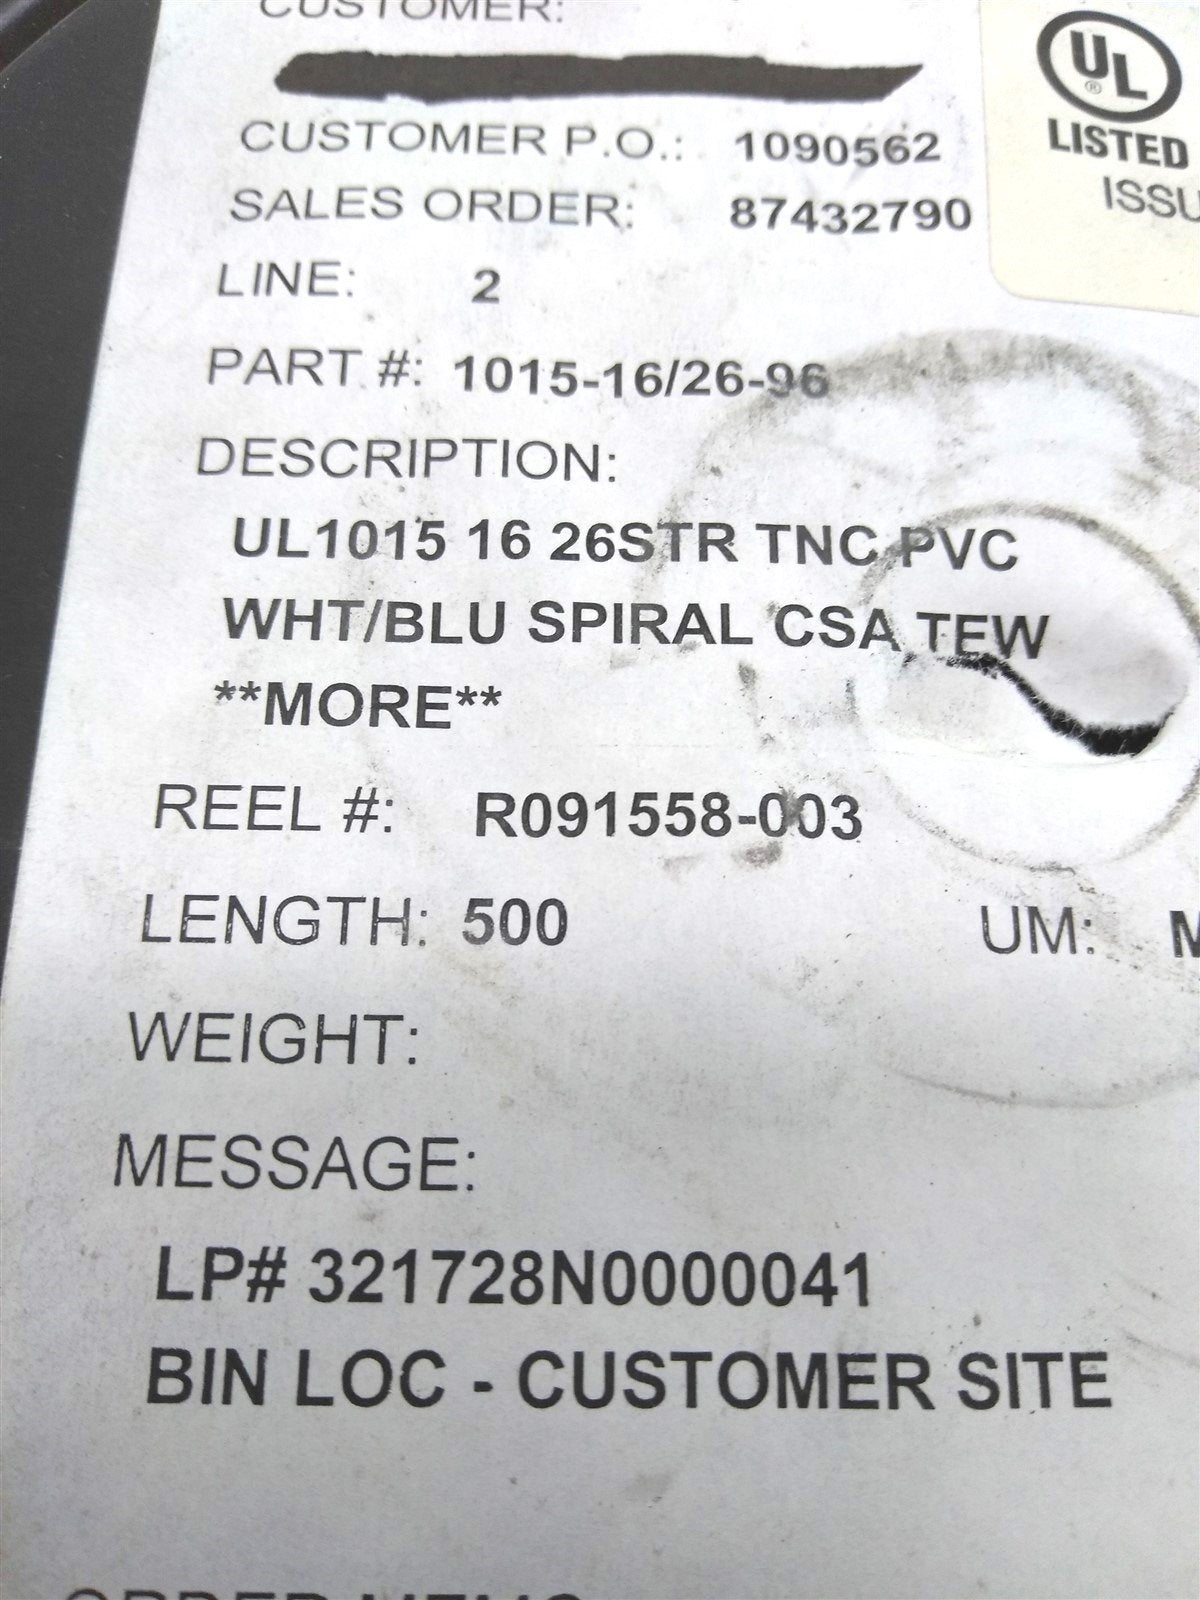 CUSTOMER:
UL
®
LISTED
CUSTOMER P.O.: 1090562
ISSU
SALES ORDER: 87432790
LINE: 2
PART #: 1015-16/26-96
DESCRIPTION:
UL1015 16 26STR TNC PVC
WHT/BLU SPIRAL CSA TEW
**MORE**
REEL #: R091558-003
LENGTH: 500 UM: M
WEIGHT:
MESSAGE:
LP# 321728N0000041
BIN LOC - CUSTOMER SITE